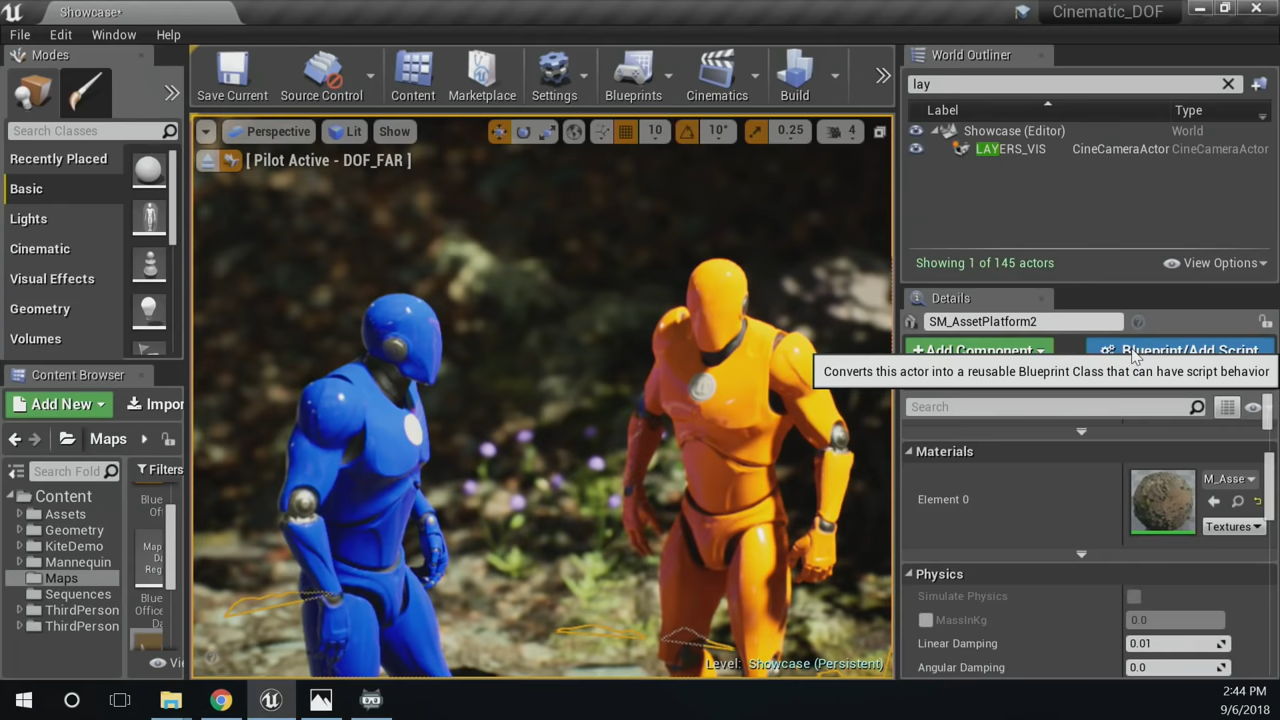 Showcase•
Cinematic_DOF
File Edit Window Help
Modes
Search Classes
Recently Placed
Basic
Lights
Cinematic
Visual Effects
Geometry
Volumes
Save Current
Source Control
Content
Marketplace
Settings
Blueprints
Cinematics
Build
Perspective
Lit
Show
10
10°
0.25
4
[ Pilot Active - DOF_FAR ]
Level: Showcase (Persistent)
World Outliner
lay
Label Type
Showcase (Editor) World
LAYERS_VIS CineCameraActor CineCameraActor
Showing 1 of 145 actors
View Options
Details
SM_AssetPlatform2
+Add Component
Blueprint/Add Script
Converts this actor into a reusable Blueprint Class that can have script behavior
Search
Materials
Element 0
M_Asse
Textures
Physics
Simulate Physics
MassInKg 0.0
Linear Damping 0.01
Angular Damping 0.0
Content Browser
Add New
Impor
Maps
Search Fold
Filters
Content
Assets
Geometry
KiteDemo
Mannequin
Maps
Sequences
ThirdPerson
ThirdPerson
Blue
Of
Map
Da
Reg
Blue
Office
Vi
2:44 PM
9/6/2018